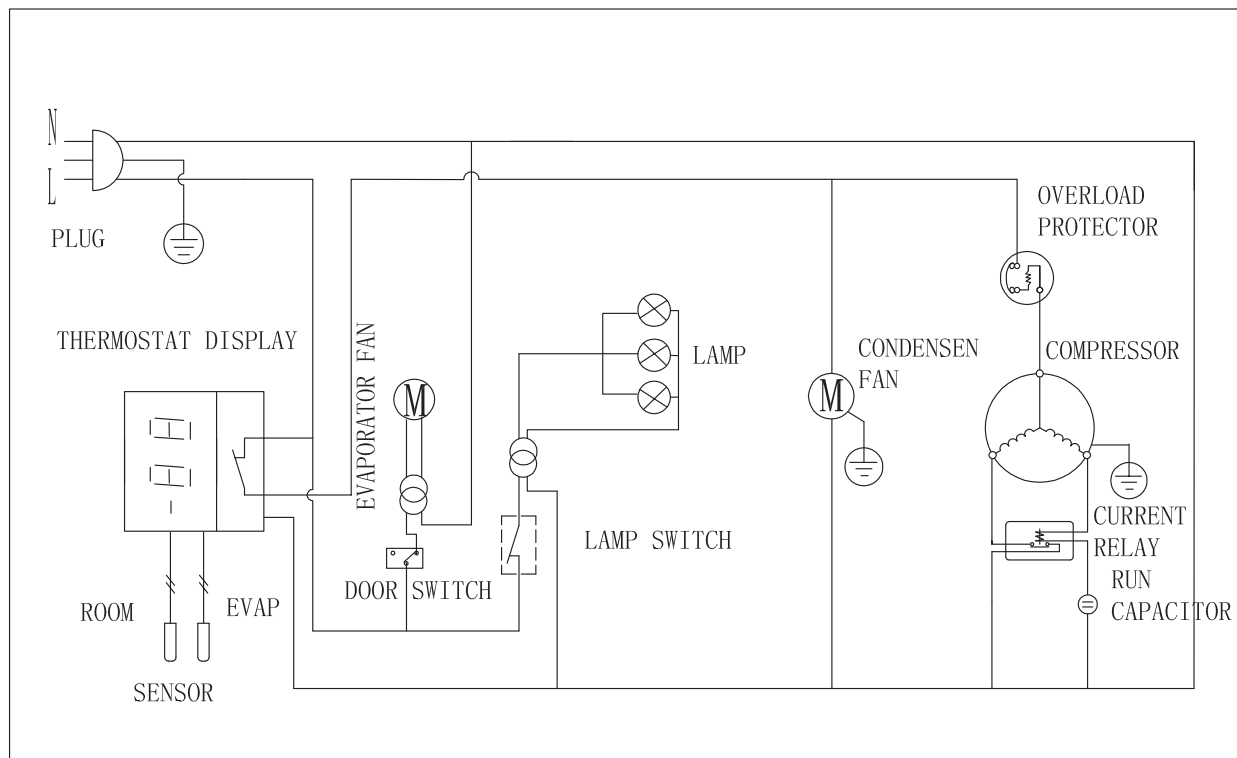 N
L
PLUG
OVERLOAD
PROTECTOR
THERMOSTAT DISPLAY
EVAPORATOR FAN
M
LAMP
M
CONDENSEN
FAN
COMPRESSOR
LAMP SWITCH
CURRENT
RELAY
RUN
CAPACITOR
DOOR SWITCH
ROOM
EVAP
SENSOR